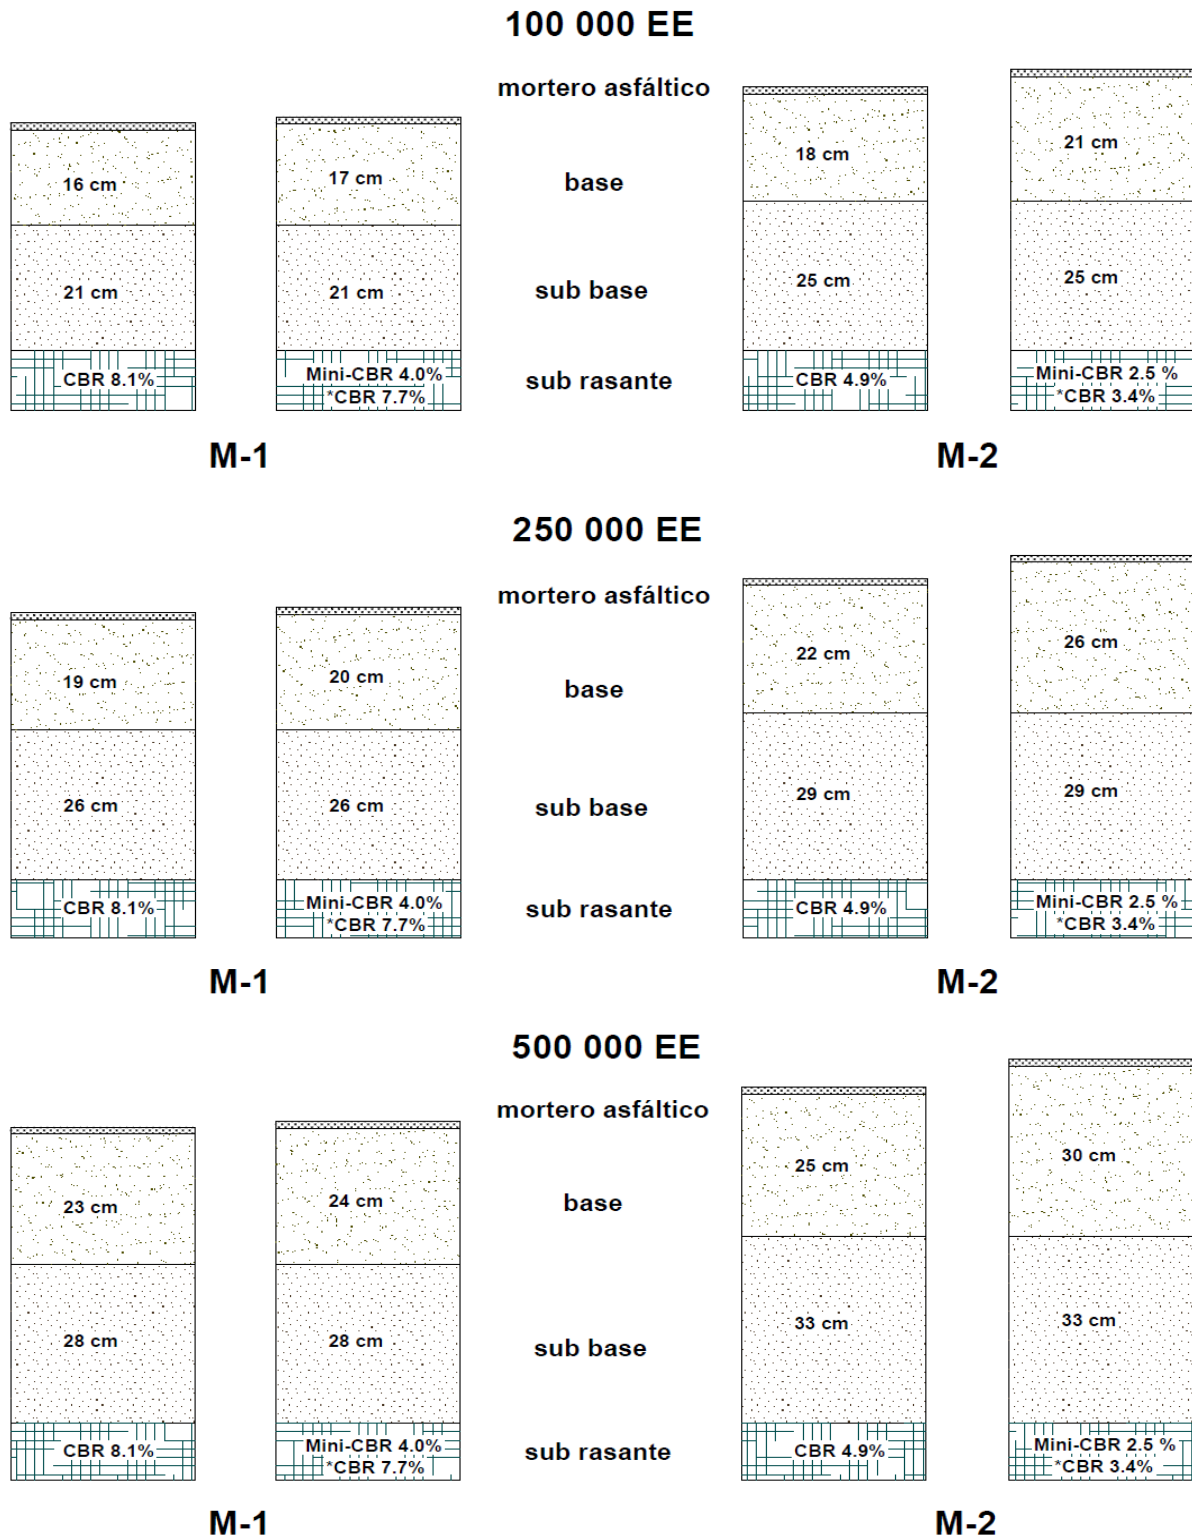 100 000 EE
mortero asfáltico
16 cm
17 cm
base
18 cm
21 cm
21 cm
21 cm
sub base
25 cm
25 cm
CBR 8.1%
Mini-CBR 4.0%
*CBR 7.7%
sub rasante
CBR 4.9%
Mini-CBR 2.5 %
*CBR 3.4%
M-1
M-2
250 000 EE
mortero asfáltico
19 cm
20 cm
base
22 cm
26 cm
26 cm
26 cm
sub base
29 cm
29 cm
CBR 8.1%
Mini-CBR 4.0%
*CBR 7.7%
sub rasante
CBR 4.9%
Mini-CBR 2.5 %
*CBR 3.4%
M-1
M-2
500 000 EE
mortero asfáltico
23 cm
24 cm
base
25 cm
30 cm
28 cm
28 cm
sub base
33 cm
33 cm
CBR 8.1%
Mini-CBR 4.0%
*CBR 7.7%
sub rasante
CBR 4.9%
Mini-CBR 2.5 %
*CBR 3.4%
M-1
M-2